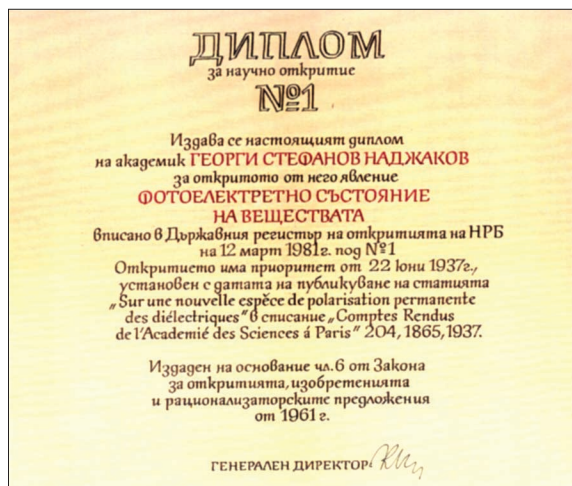 ДИПЛОМ
за научно откритие
№1
Издава се настоящият диплом
на академик ГЕОРГИ СТЕФАНОВ НАДЖАКОВ
за откритото от него явление
ФОТОЕЛЕКТРЕТНО СЪСТОЯНИЕ
НА ВЕЩЕСТВАТА
вписано в Държавния регистър на откритията на НРБ
на 12 март 1981г. под №1
Откритието има приоритет от 22 юни 1937г.,
установен с датата на публикуване на статията
„Sur une nouvelle espèce de polarisation permanente
des diélectriques" в списание „Comptes Rendus
de l'Academié des Sciences á Paris" 204, 1865, 1937.
Издаден на основание чл. 6 от Закона
за откритията, изобретенията
и рационализаторските предложения
от 1961 г.
ГЕНЕРАЛЕН ДИРЕКТОР